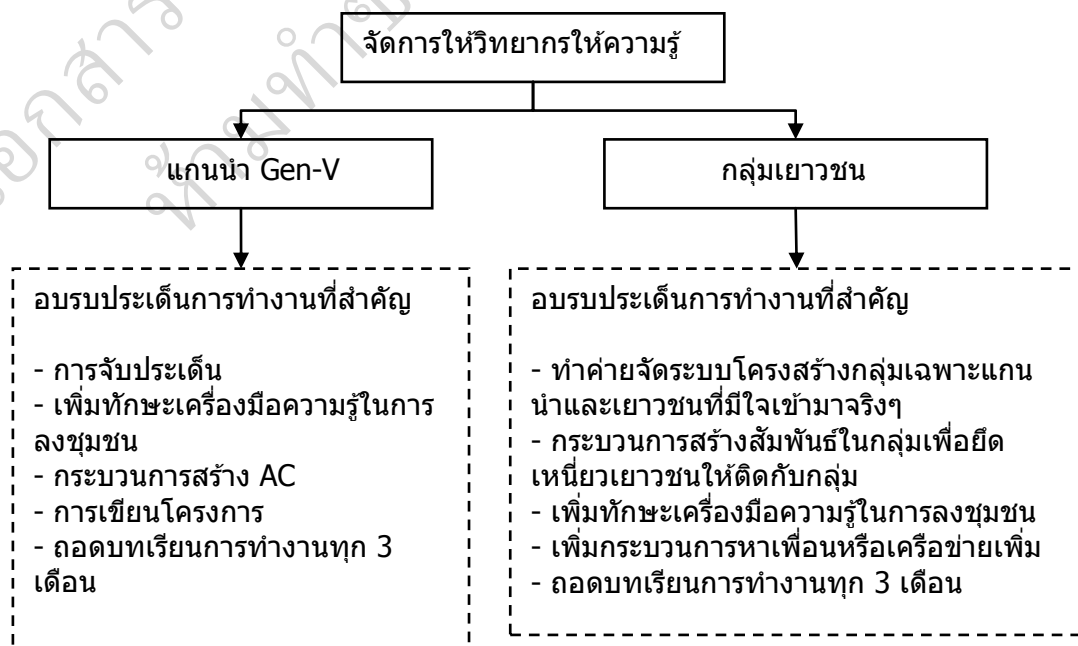 จัดการให้วิทยากรให้ความรู้
แกนนำ Gen-V
กลุ่มเยาวชน
อบรบประเด็นการทำงานที่สำคัญ
- การจับประเด็น
- เพิ่มทักษะเครื่องมือความรู้ในการ
ลงชุมชน
- กระบวนการสร้าง AC
- การเขียนโครงการ
- ถอดบทเรียนการทำงานทุก 3
เดือน
อบรบประเด็นการทำงานที่สำคัญ
- ทำค่ายจัดระบบโครงสร้างกลุ่มเฉพาะแกน
นำและเยาวชนที่มีใจเข้ามาจริงๆ
- กระบวนการสร้างสัมพันธ์ในกลุ่มเพื่อยึด
เหนี่ยวเยาวชนให้ติดกับกลุ่ม
- เพิ่มทักษะเครื่องมือความรู้ในการลงชุมชน
- เพิ่มกระบวนการหาเพื่อนหรือเครือข่ายเพิ่ม
- ถอดบทเรียนการทำงานทุก 3 เดือน